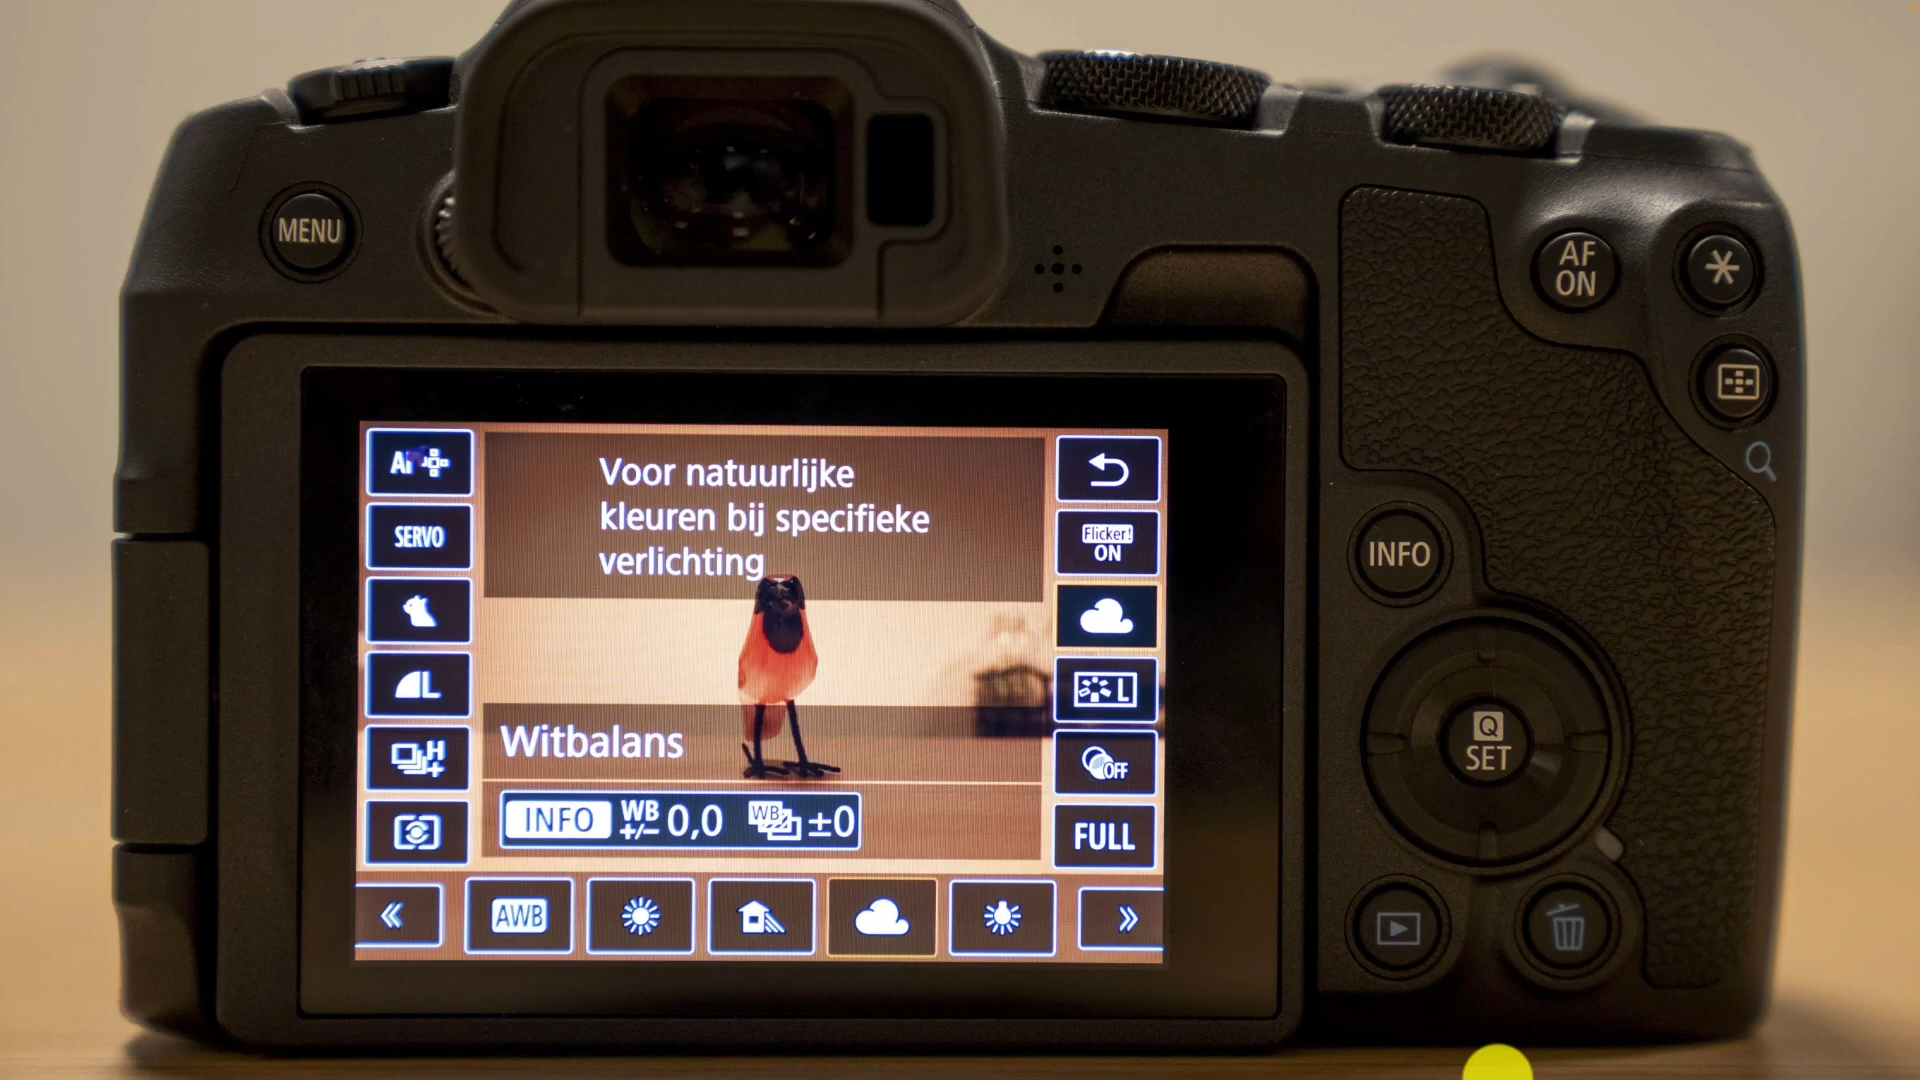 MENU
AF
ON
Voor natuurlijke
kleuren bij specifieke
verlichting
SERVO
L
H
+
Flicker!
ON
L
OFF
FULL
Witbalans
INFO WB +/- 0,0 WB ±0
AWB
INFO
Q
SET